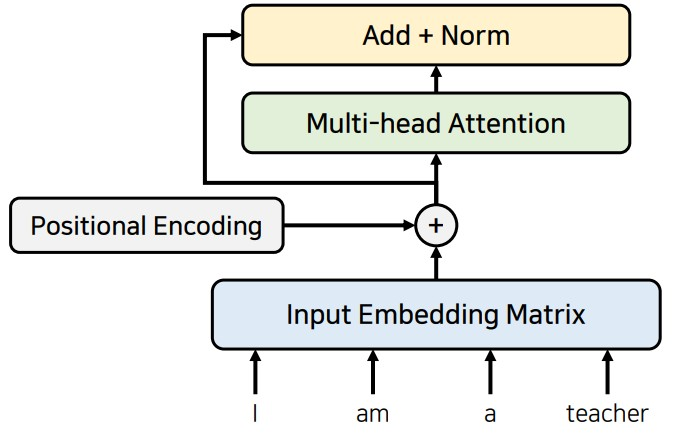 Add + Norm
Multi-head Attention
Positional Encoding
+
Input Embedding Matrix
I am a teacher